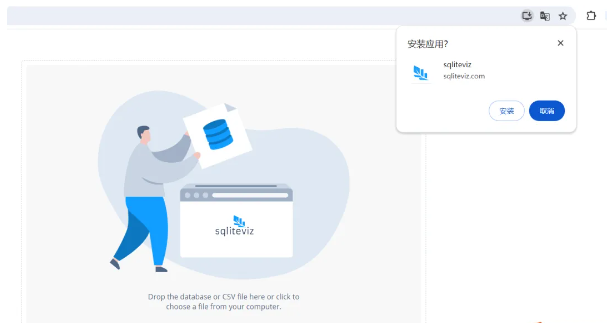 安装应用?
sqliteviz
sqliteviz.com
安装
取消
sqliteviz
Drop the database or CSV file here or click to
choose a file from your computer.